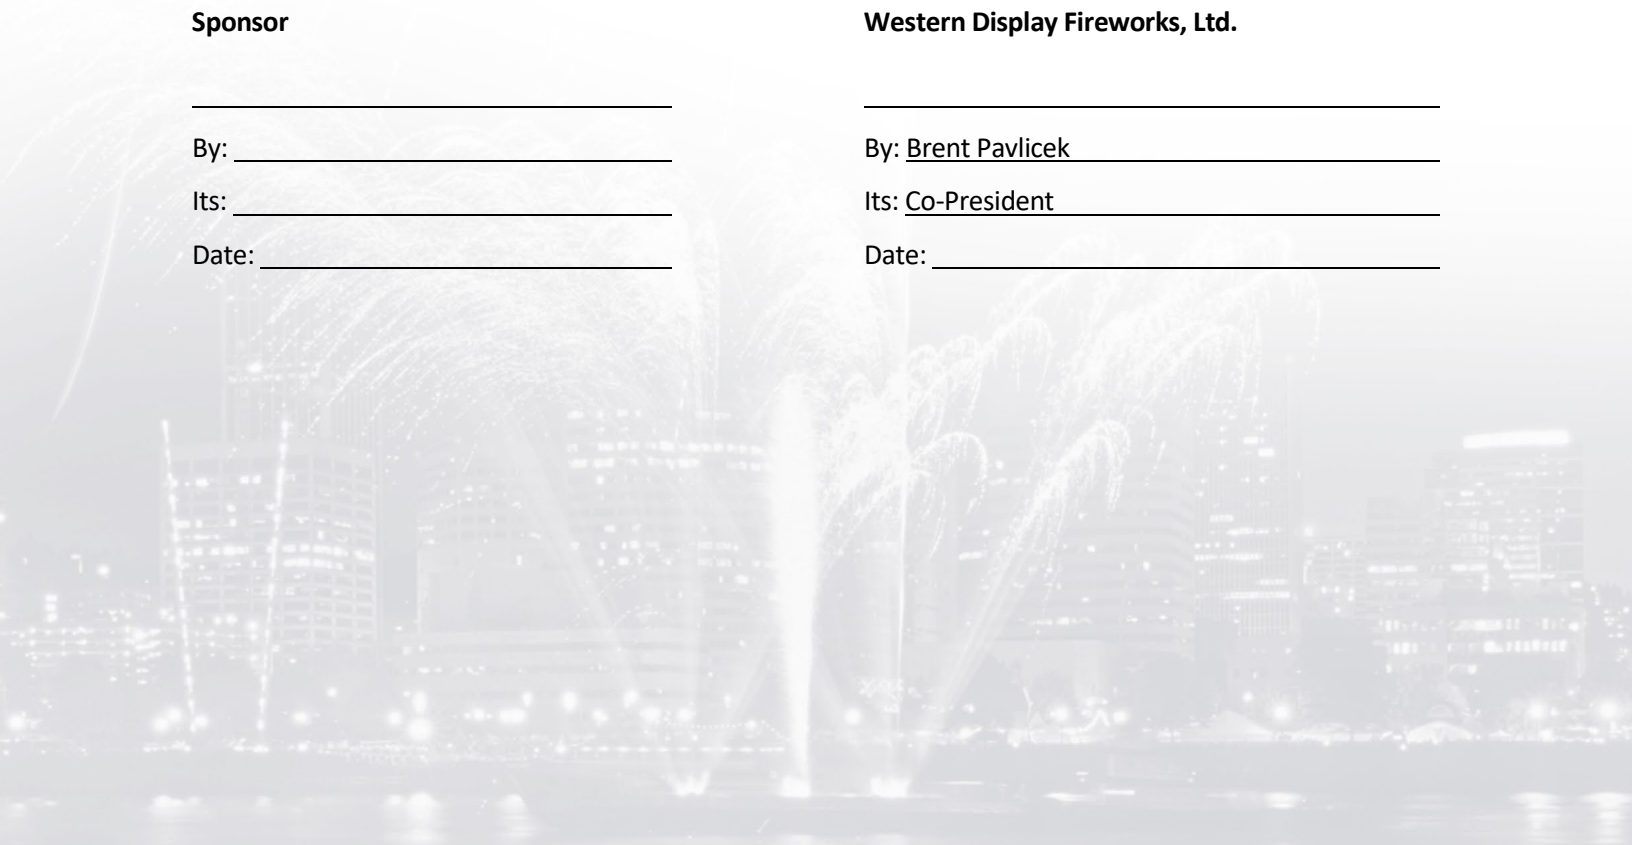 Sponsor
Western Display Fireworks, Ltd.
By:
By: Brent Pavlicek
Its:
Its: Co-President
Date:
Date: